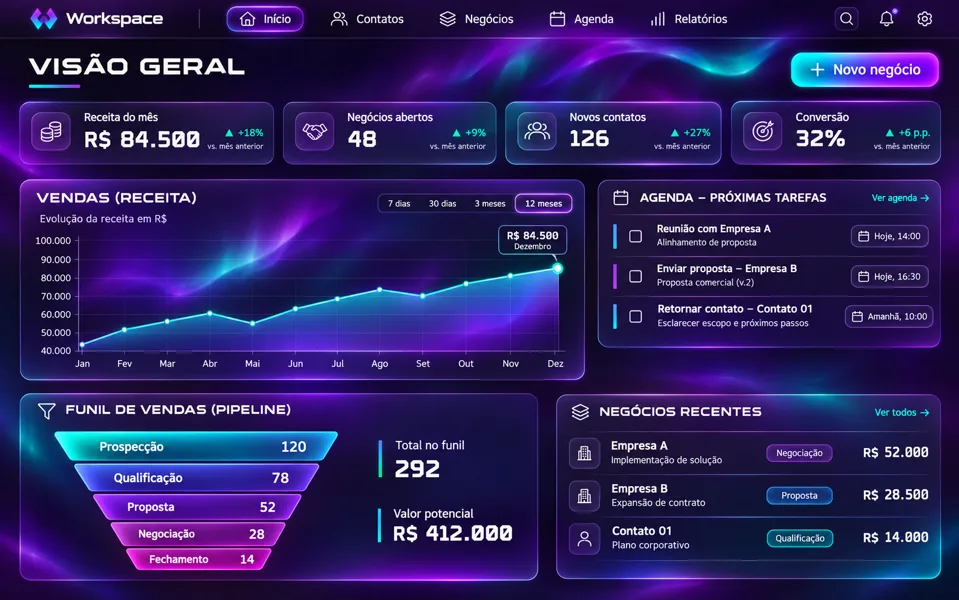 Workspace
Início
Contatos
Negócios
Agenda
Relatórios
VISÃO GERAL
+ Novo negócio
Receita do mês
R$ 84.500
▲ +18%
vs. mês anterior
Negócios abertos
48
▲ +9%
vs. mês anterior
Novos contatos
126
▲ +27%
vs. mês anterior
Conversão
32%
▲ +6 p.p.
vs. mês anterior
VENDAS (RECEITA)
Evolução da receita em R$
7 dias
30 dias
3 meses
12 meses
R$ 84.500
Dezembro
100.000
90.000
80.000
70.000
60.000
50.000
40.000
Jan Fev Mar Abr Mai Jun Jul Ago Set Out Nov Dez
AGENDA – PRÓXIMAS TAREFAS
Ver agenda →
Reunião com Empresa A
Alinhamento de proposta
Hoje, 14:00
Enviar proposta – Empresa B
Proposta comercial (v.2)
Hoje, 16:30
Retornar contato – Contato 01
Esclarecer escopo e próximos passos
Amanhã, 10:00
FUNIL DE VENDAS (PIPELINE)
Prospecção 120
Qualificação 78
Proposta 52
Negociação 28
Fechamento 14
Total no funil
292
Valor potencial
R$ 412.000
NEGÓCIOS RECENTES
Ver todos →
Empresa A
Implementação de solução
Negociação
R$ 52.000
Empresa B
Expansão de contrato
Proposta
R$ 28.500
Contato 01
Plano corporativo
Qualificação
R$ 14.000